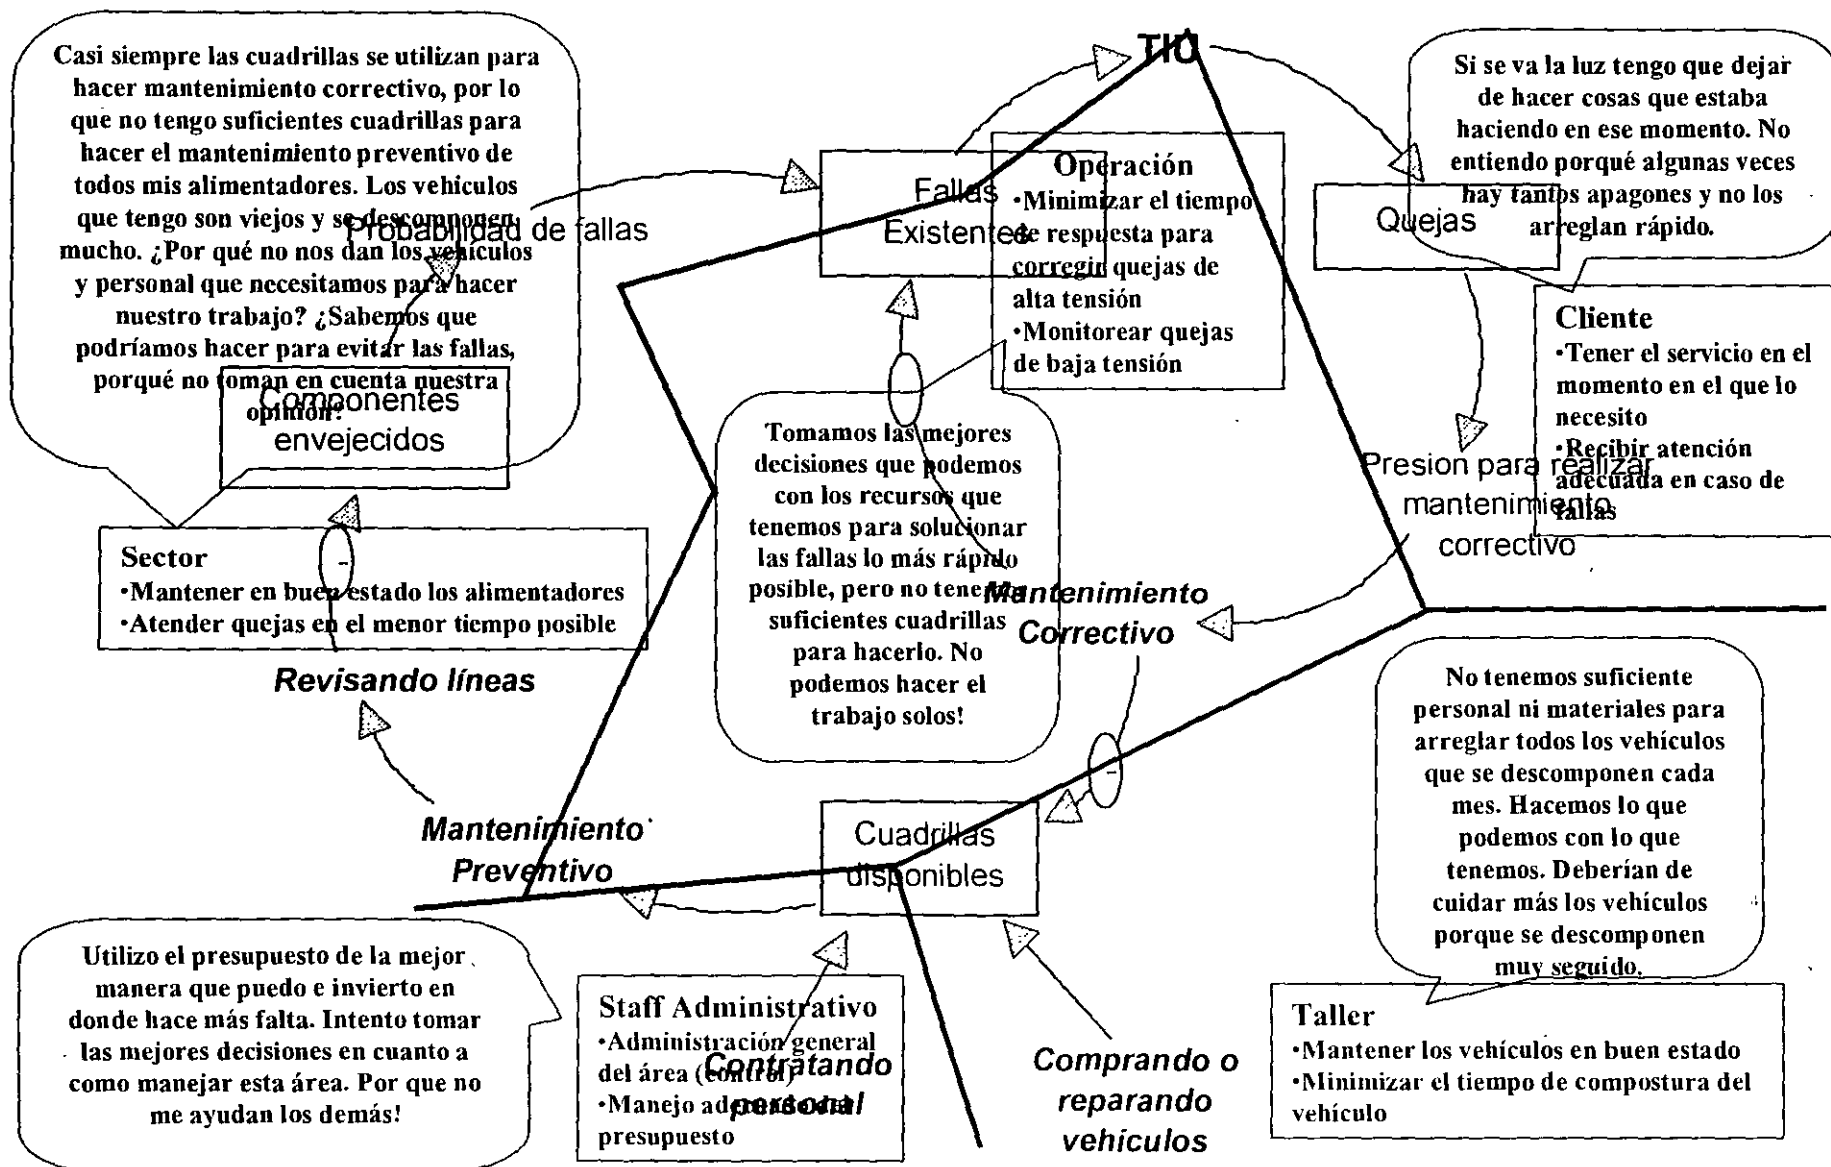 Casi siempre las cuadrillas se utilizan para
hacer mantenimiento correctivo, por lo
que no tengo suficientes cuadrillas para
hacer el mantenimiento preventivo de
todos mis alimentadores. Los vehículos
que tengo son viejos y se descomponen
mucho. ¿Por qué no nos dan los vehículos
y personal que necesitamos para hacer
nuestro trabajo? ¿Sabemos que
podríamos hacer para evitar las fallas,
porqué no toman en cuenta nuestra
opinión?
Probabilidad de fallas
Componentes
envejecidos
Sector
•Mantener en buen estado los alimentadores
•Atender quejas en el menor tiempo posible
-
Revisando líneas
Mantenimiento
Preventivo
TIU
Fallas
Existentes
Operación
•Minimizar el tiempo
de respuesta para
corregir quejas de
alta tensión
•Monitorear quejas
de baja tensión
Tomamos las mejores
decisiones que podemos
con los recursos que
tenemos para solucionar
las fallas lo más rápido
posible, pero no tenemos
suficientes cuadrillas
para hacerlo. No
podemos hacer el
trabajo solos!
Si se va la luz tengo que dejar
de hacer cosas que estaba
haciendo en ese momento. No
entiendo porqué algunas veces
hay tantos apagones y no los
arreglan rápido.
Quejas
Cliente
•Tener el servicio en el
momento en el que lo
necesito
•Recibir atención
adecuada en caso de
fallas
Presion para realizar
mantenimiento
correctivo
Mantenimiento
Correctivo
-
Cuadrillas
disponibles
No tenemos suficiente
personal ni materiales para
arreglar todos los vehículos
que se descomponen cada
mes. Hacemos lo que
podemos con lo que
tenemos. Deberían de
cuidar más los vehículos
porque se descomponen
muy seguido.
Utilizo el presupuesto de la mejor
manera que puedo e invierto en
donde hace más falta. Intento tomar
las mejores decisiones en cuanto a
como manejar esta área. Por que no
me ayudan los demás!
Staff Administrativo
•Administración general
del área (control)
•Manejo adecuado del
presupuesto
Contratando
personal
Comprando o
reparando
vehículos
Taller
•Mantener los vehículos en buen estado
•Minimizar el tiempo de compostura del
vehículo